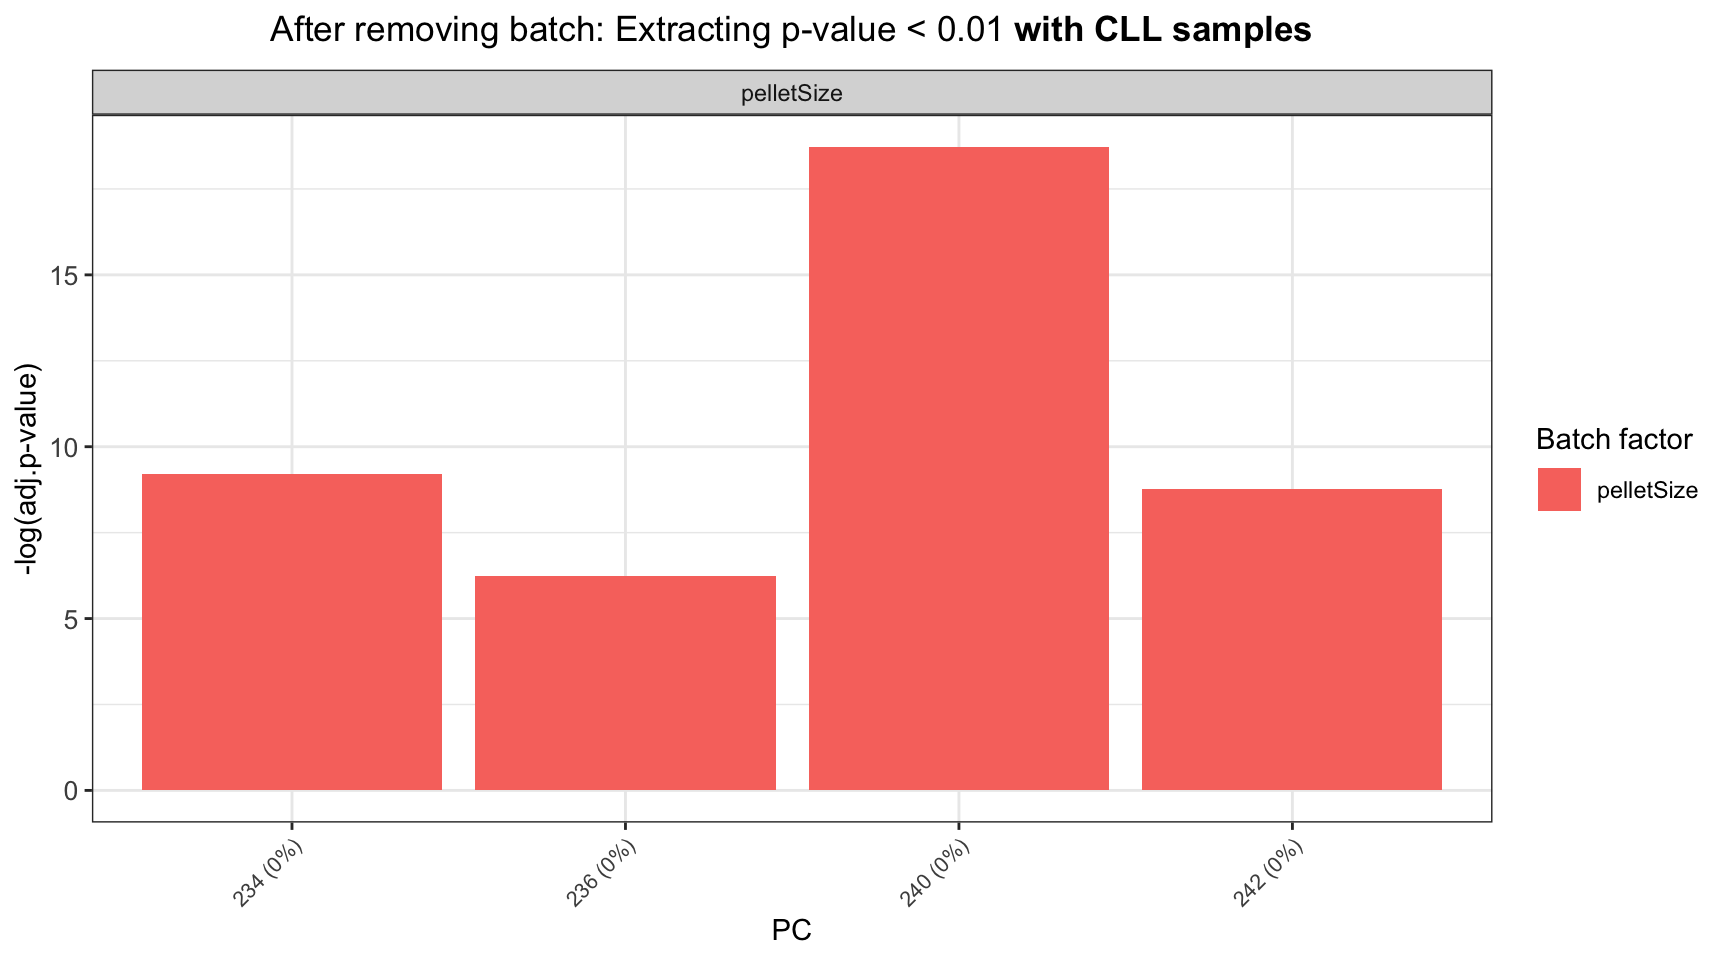 After removing batch: Extracting p-value < 0.01 with CLL samples
pelletSize
-log(adj.p-value)
15
10
5
0
234 (0%)
236 (0%)
240 (0%)
242 (0%)
PC
Batch factor
pelletSize